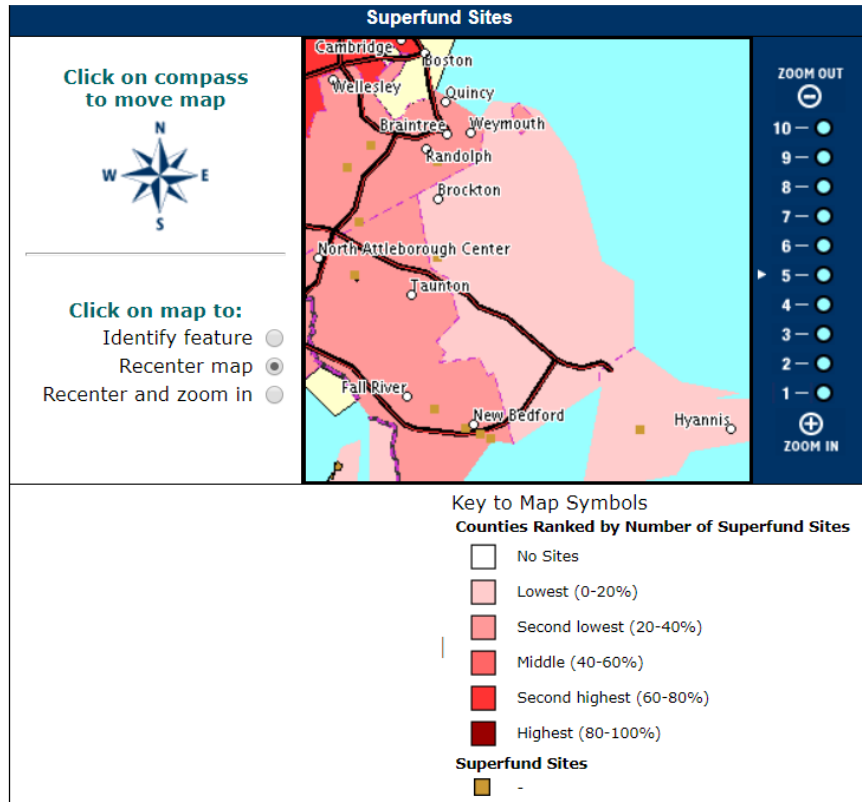 Superfund Sites
Click on compass
to move map
N
W
E
S
Click on map to:
Identify feature
Recenter map
Recenter and zoom in
Cambridge
Boston
Wellesley
Quincy
Braintree
Weymouth
Randolph
Brockton
North Attleborough Center
Taunton
Fall River
New Bedford
Hyannis
ZOOM OUT
10
9
8
7
6
5
4
3
2
1
ZOOM IN
Key to Map Symbols
Counties Ranked by Number of Superfund Sites
No Sites
Lowest (0-20%)
Second lowest (20-40%)
Middle (40-60%)
Second highest (60-80%)
Highest (80-100%)
Superfund Sites
-